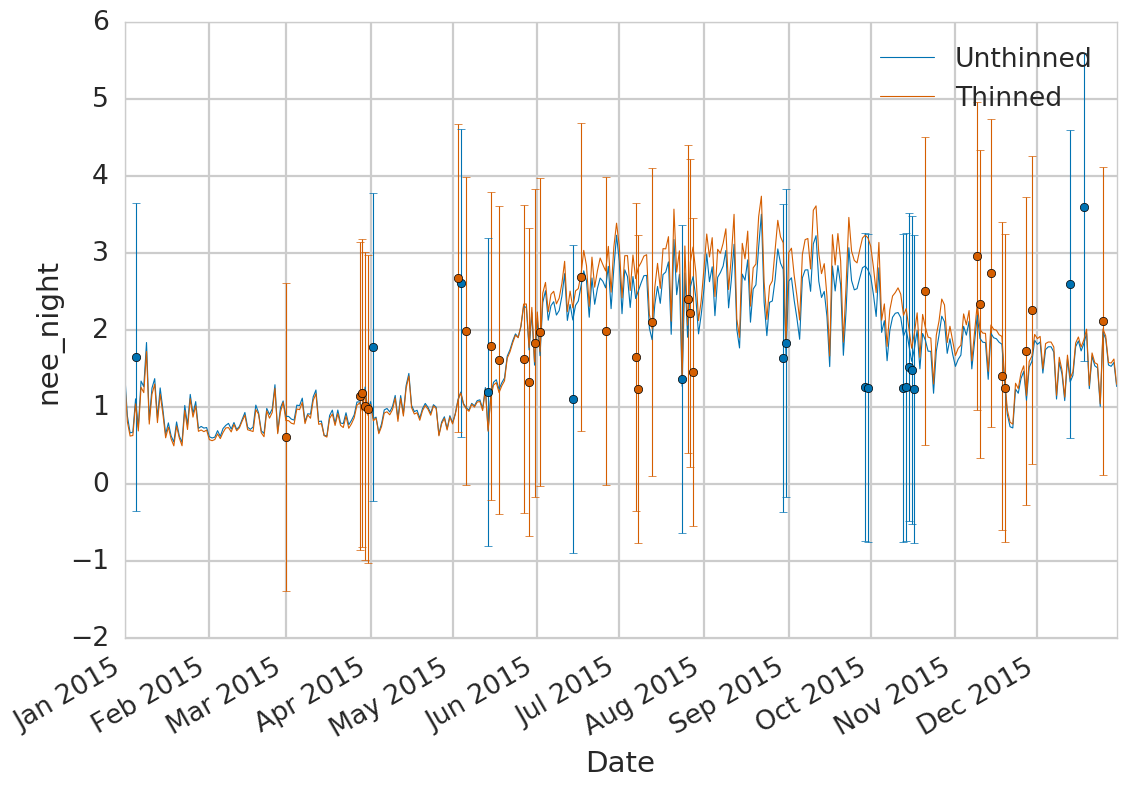 6
5
4
3
2
1
0
−1
−2
nee_night
Unthinned
Thinned
Jan 2015
Feb 2015
Mar 2015
Apr 2015
May 2015
Jun 2015
Jul 2015
Aug 2015
Sep 2015
Oct 2015
Nov 2015
Dec 2015
Date